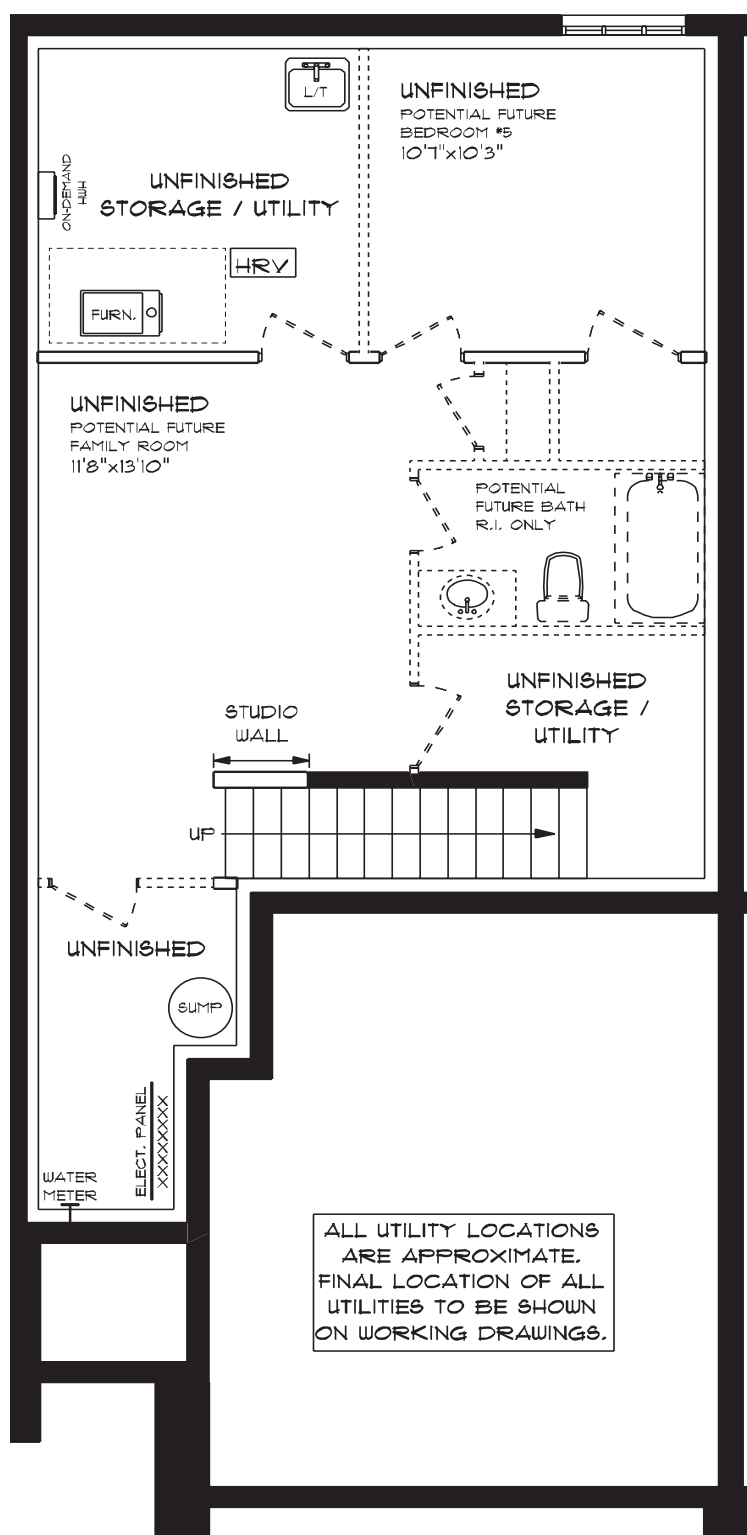 L/T
UNFINISHED
POTENTIAL FUTURE
BEDROOM #5
10'7"x10'3"
ON-DEMAND
HWH
UNFINISHED
STORAGE / UTILITY
HRV
FURN.
UNFINISHED
POTENTIAL FUTURE
FAMILY ROOM
11'8"x13'10"
POTENTIAL
FUTURE BATH
R.I. ONLY
UNFINISHED
STORAGE /
UTILITY
STUDIO
WALL
UP
UNFINISHED
SUMP
ELECT. PANEL
XXXXXXXXX
WATER
METER
ALL UTILITY LOCATIONS
ARE APPROXIMATE.
FINAL LOCATION OF ALL
UTILITIES TO BE SHOWN
ON WORKING DRAWINGS.